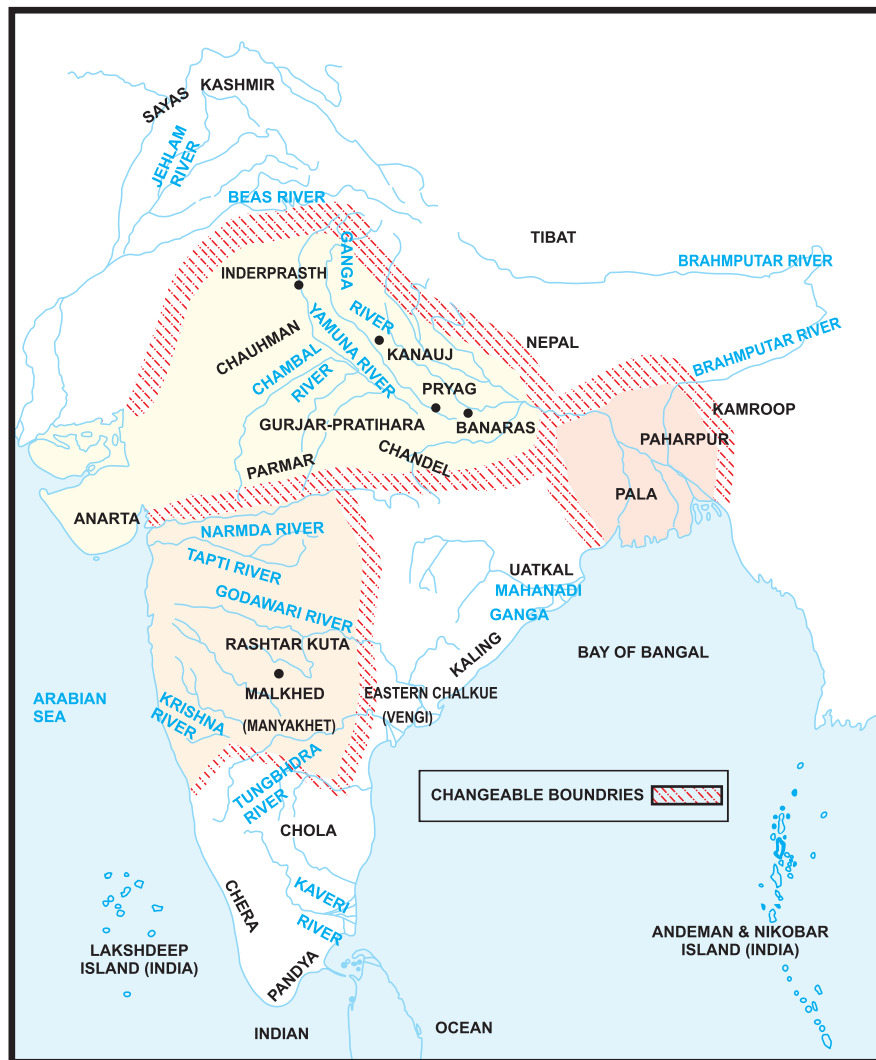 KASHMIR
SAYAS
JEHLAM
RIVER
BEAS RIVER
TIBAT
BRAHMPUTAR RIVER
GANGA
RIVER
INDERPRASTH
YAMUNA RIVER
CHAUHMAN
KANAUJ
NEPAL
BRAHMPUTAR RIVER
CHAMBAL
RIVER
PRYAG
KAMROOP
GURJAR-PRATIHARA
BANARAS
PAHARPUR
CHANDEL
PARMAR
PALA
ANARTA
NARMDA RIVER
TAPTI RIVER
UATKAL
MAHANADI
GODAWARI RIVER
GANGA
RASHTAR KUTA
KALING
BAY OF BANGAL
MALKHED
(MANYAKHET)
EASTERN CHALKUE
(VENGI)
ARABIAN
SEA
KRISHNA
RIVER
TUNGBHDRA
RIVER
CHANGEABLE BOUNDRIES
CHOLA
CHERA
KAVERI
RIVER
LAKSHDEEP
ISLAND (INDIA)
ANDEMAN & NIKOBAR
ISLAND (INDIA)
PANDYA
INDIAN
OCEAN